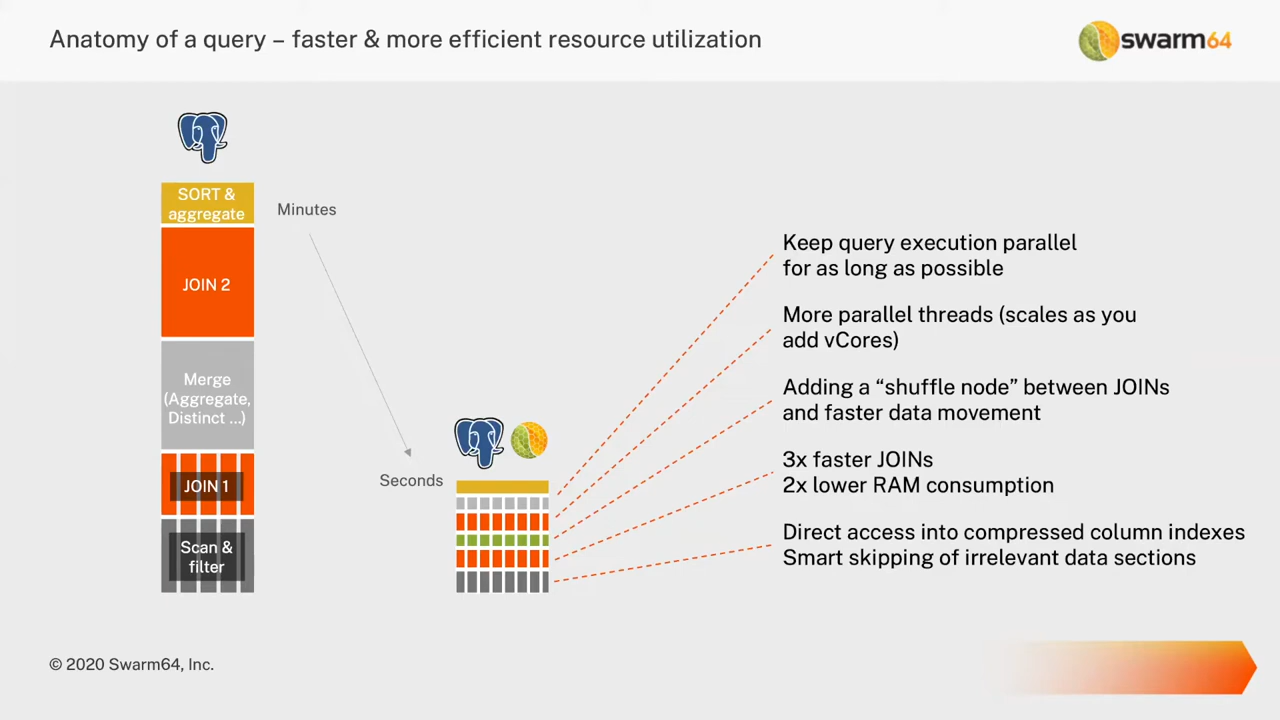 Anatomy of a query – faster & more efficient resource utilization
swarm64
SORT &
aggregate
Minutes
JOIN 2
Merge
(Aggregate,
Distinct ...)
JOIN 1
Scan &
filter
Seconds
Keep query execution parallel
for as long as possible
More parallel threads (scales as you
add vCores)
Adding a “shuffle node” between JOINs
and faster data movement
3x faster JOINs
2x lower RAM consumption
Direct access into compressed column indexes
Smart skipping of irrelevant data sections
© 2020 Swarm64, Inc.